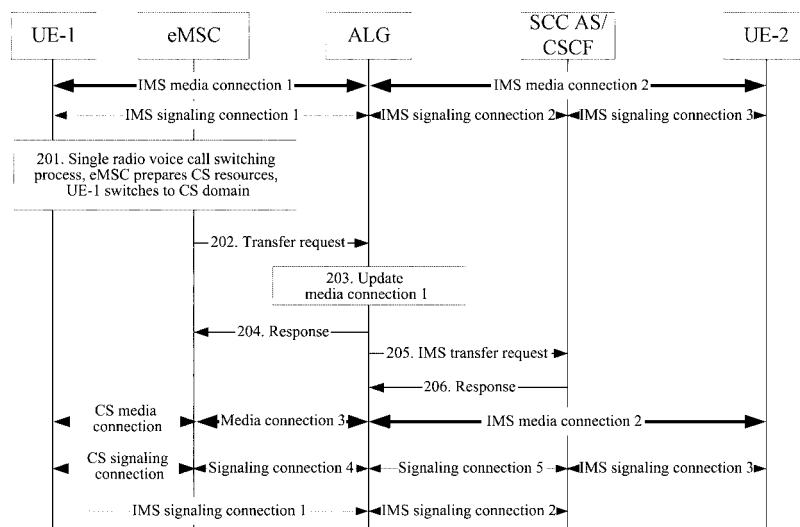 UE-1
eMSC
ALG
SCC AS/
CSCF
UE-2
IMS media connection 1
IMS media connection 2
IMS signaling connection 1
IMS signaling connection 2
IMS signaling connection 3
201. Single radio voice call switching
process, eMSC prepares CS resources,
UE-1 switches to CS domain
202. Transfer request
203. Update
media connection 1
204. Response
205. IMS transfer request
206. Response
CS media
connection
Media connection 3
IMS media connection 2
CS signaling
connection
Signaling connection 4
Signaling connection 5
IMS signaling connection 3
IMS signaling connection 1
IMS signaling connection 2